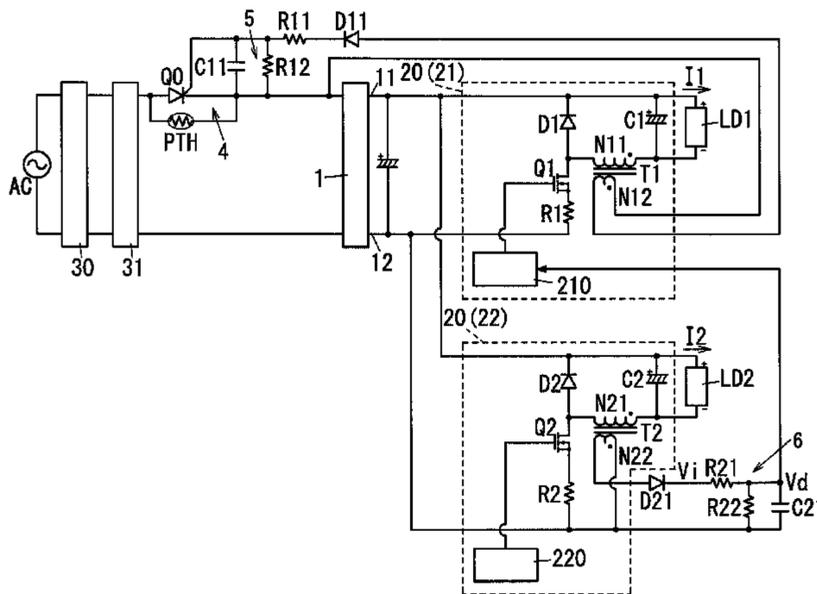 5
R11
D11
Q0
C11
R12
11
20(21)
I1
PTH
4
D1
C1
LD1
N11
T1
Q1
N12
AC
1
R1
12
30
31
210
20(22)
I2
D2
C2
LD2
N21
T2
Q2
N22
Vi
R21
6
Vd
D21
R22
C21
R2
220